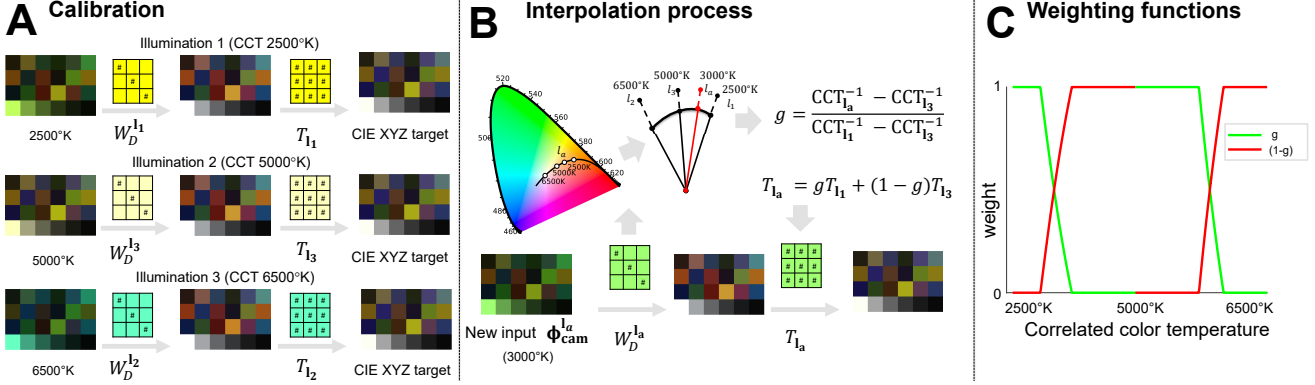 A Calibration
Illumination 1 (CCT 2500°K)
# # #
# # #
# # #
# # #
2500°K
W_D^{l_1}
T_{l_1}
CIE XYZ target
Illumination 2 (CCT 5000°K)
# # #
# # #
# # #
# # #
5000°K
W_D^{l_3}
T_{l_3}
CIE XYZ target
Illumination 3 (CCT 6500°K)
# # #
# # #
# # #
# # #
6500°K
W_D^{l_2}
T_{l_2}
CIE XYZ target
B Interpolation process
520
540
560
580
600
620
500
480
460
l_a
2500K
5000K
6500K
6500°K
l_2
5000°K
l_3
3000°K
l_a
2500°K
l_1
g = (CCT_{l_a}^{-1} − CCT_{l_3}^{-1}) / (CCT_{l_1}^{-1} − CCT_{l_3}^{-1})
T_{l_a} = gT_{l_1} + (1 − g)T_{l_3}
# # #
# # #
# # #
# # #
New input Φ_{cam}^{l_a}
(3000°K)
W_D^{l_a}
T_{l_a}
C Weighting functions
1
weight
0
g
(1-g)
2500°K 5000°K 6500°K
Correlated color temperature